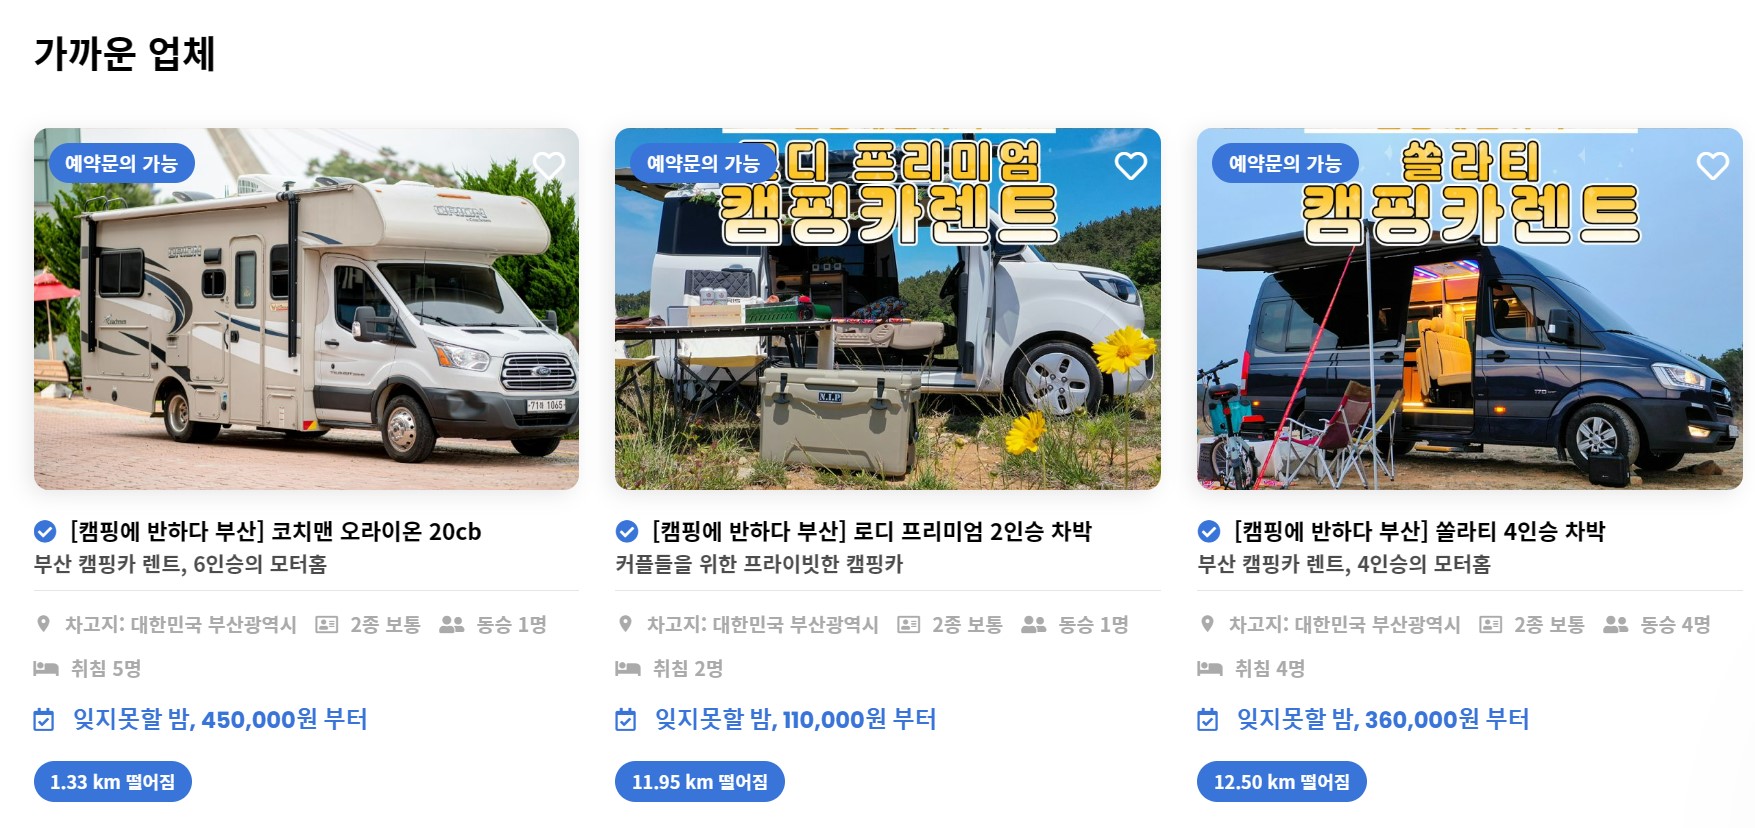 가까운 업체
예약문의 가능
ORION
71하 1065
[캠핑에 반하다 부산] 코치맨 오라이온 20cb
부산 캠핑카 렌트, 6인승의 모터홈
차고지: 대한민국 부산광역시 2종 보통 동승 1명
취침 5명
잊지못할 밤, 450,000원 부터
1.33 km 떨어짐
예약문의 가능
디 프리미엄
캠핑카렌트
N.I.P
[캠핑에 반하다 부산] 로디 프리미엄 2인승 차박
커플들을 위한 프라이빗한 캠핑카
차고지: 대한민국 부산광역시 2종 보통 동승 1명
취침 2명
잊지못할 밤, 110,000원 부터
11.95 km 떨어짐
예약문의 가능
쏠라티
캠핑카렌트
[캠핑에 반하다 부산] 쏠라티 4인승 차박
부산 캠핑카 렌트, 4인승의 모터홈
차고지: 대한민국 부산광역시 2종 보통 동승 4명
취침 4명
잊지못할 밤, 360,000원 부터
12.50 km 떨어짐